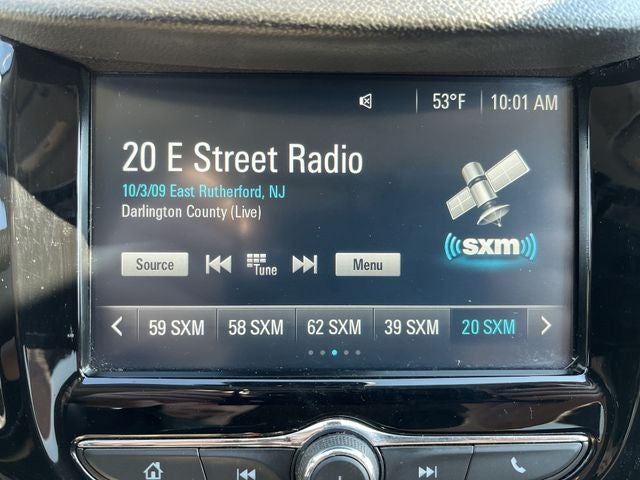 53°F 10:01 AM
20 E Street Radio
10/3/09 East Rutherford, NJ
Darlington County (Live)
((sxm))
Source Tune Menu
59 SXM 58 SXM 62 SXM 39 SXM 20 SXM